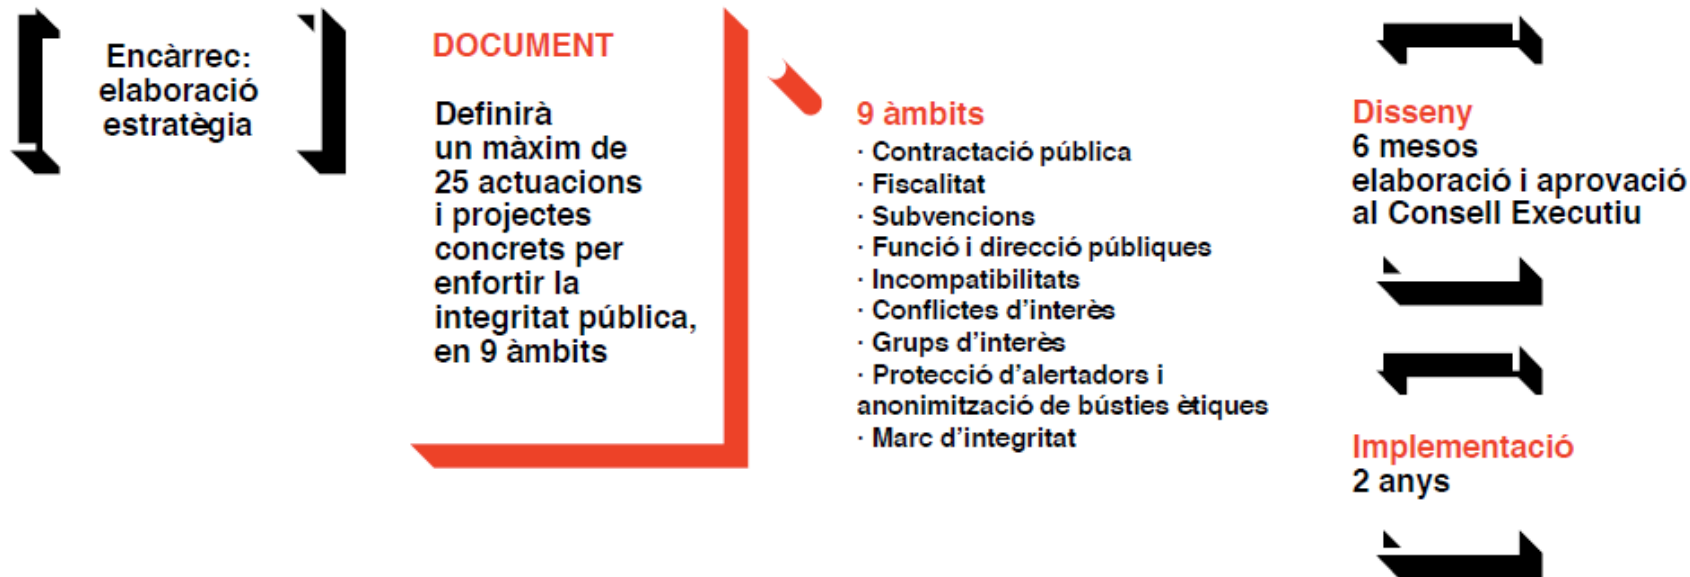 Encàrrec:
elaboració
estratègia
DOCUMENT
Definirà
un màxim de
25 actuacions
i projectes
concrets per
enfortir la
integritat pública,
en 9 àmbits
9 àmbits
· Contractació pública
· Fiscalitat
· Subvencions
· Funció i direcció públiques
· Incompatibilitats
· Conflictes d’interès
· Grups d’interès
· Protecció d’alertadors i
anonimització de bústies ètiques
· Marc d’integritat
Disseny
6 mesos
elaboració i aprovació
al Consell Executiu
Implementació
2 anys